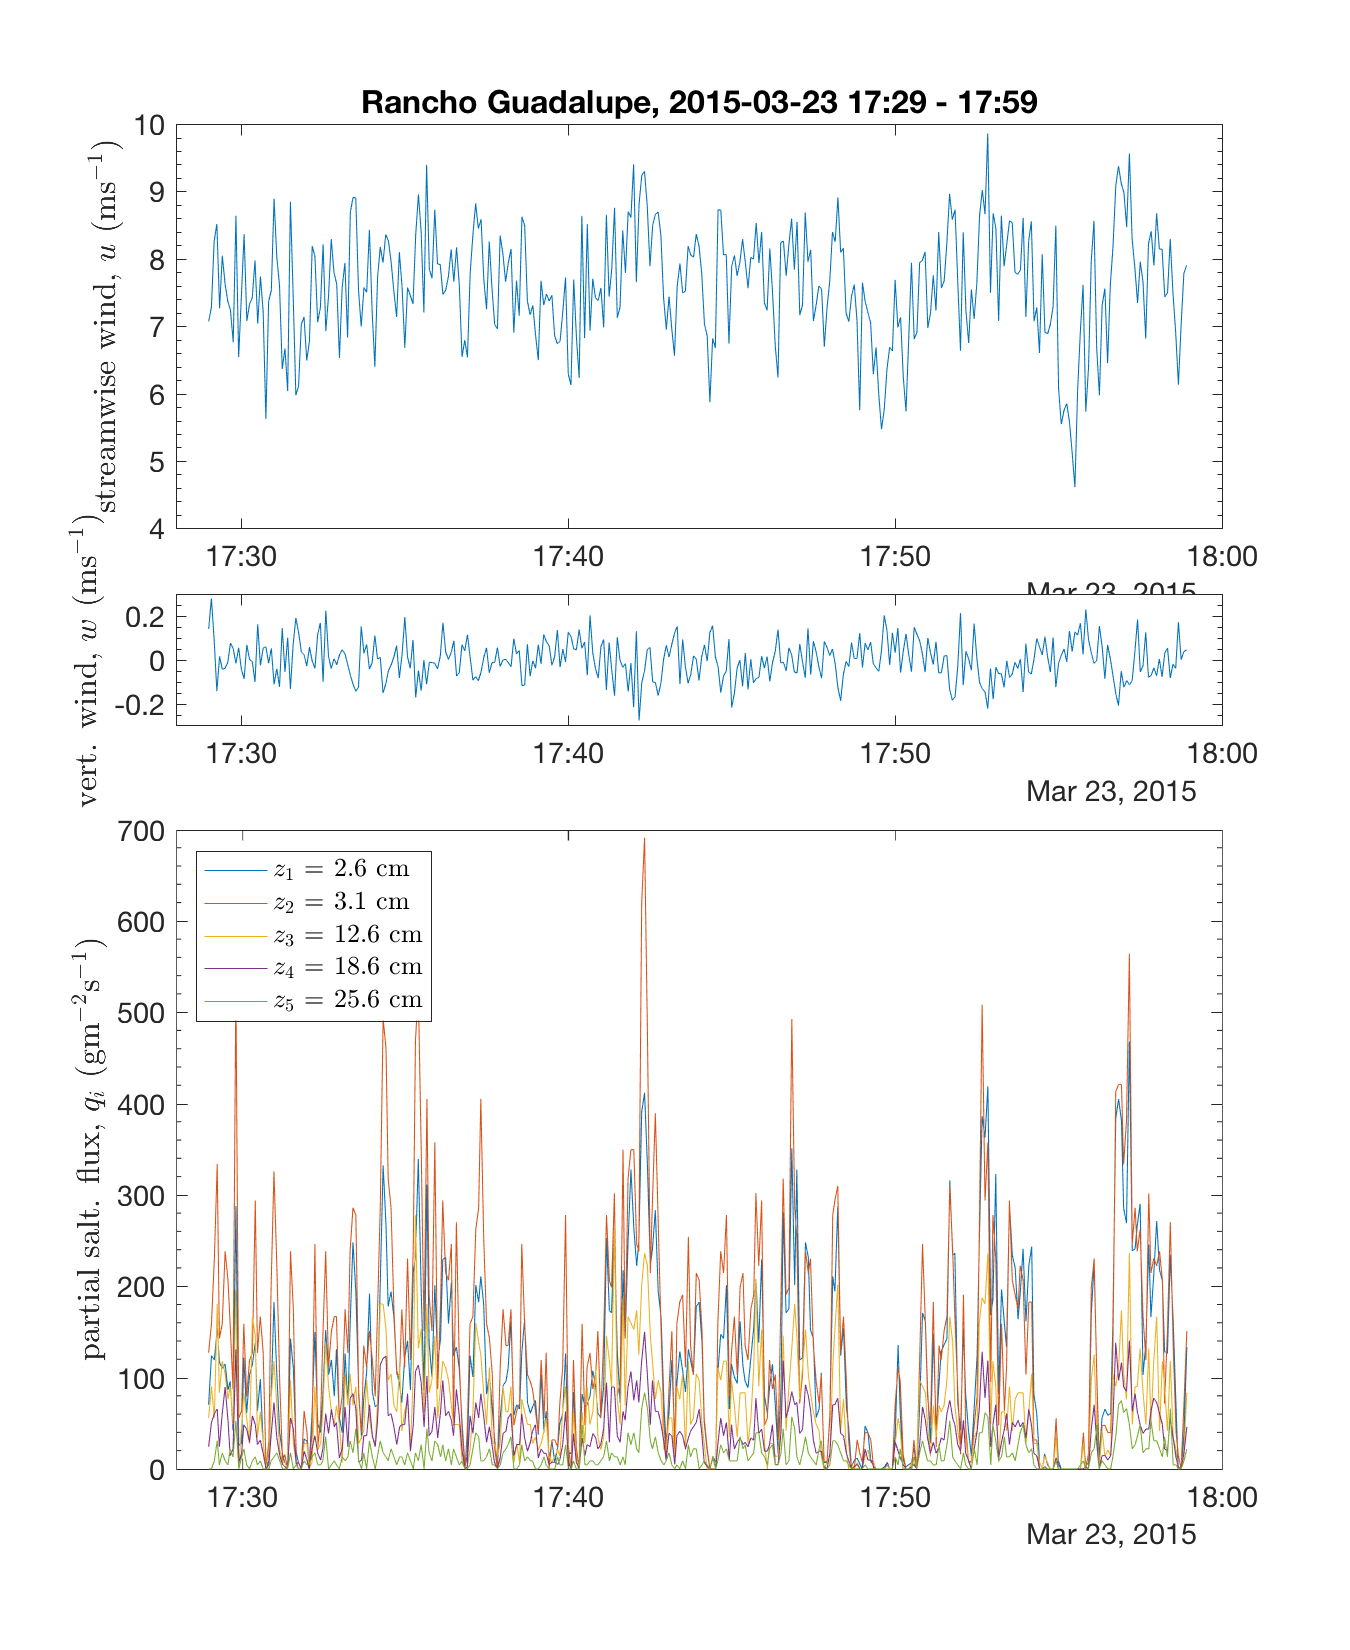 Rancho Guadalupe, 2015-03-23 17:29 - 17:59
streamwise wind, u (ms⁻¹)
10
9
8
7
6
5
4
17:30 17:40 17:50 18:00
Mar 23, 2015
vert. wind, w (ms⁻¹)
0.2
0
-0.2
17:30 17:40 17:50 18:00
Mar 23, 2015
partial salt. flux, qᵢ (gm⁻²s⁻¹)
700
600
500
400
300
200
100
0
z₁ = 2.6 cm
z₂ = 3.1 cm
z₃ = 12.6 cm
z₄ = 18.6 cm
z₅ = 25.6 cm
17:30 17:40 17:50 18:00
Mar 23, 2015